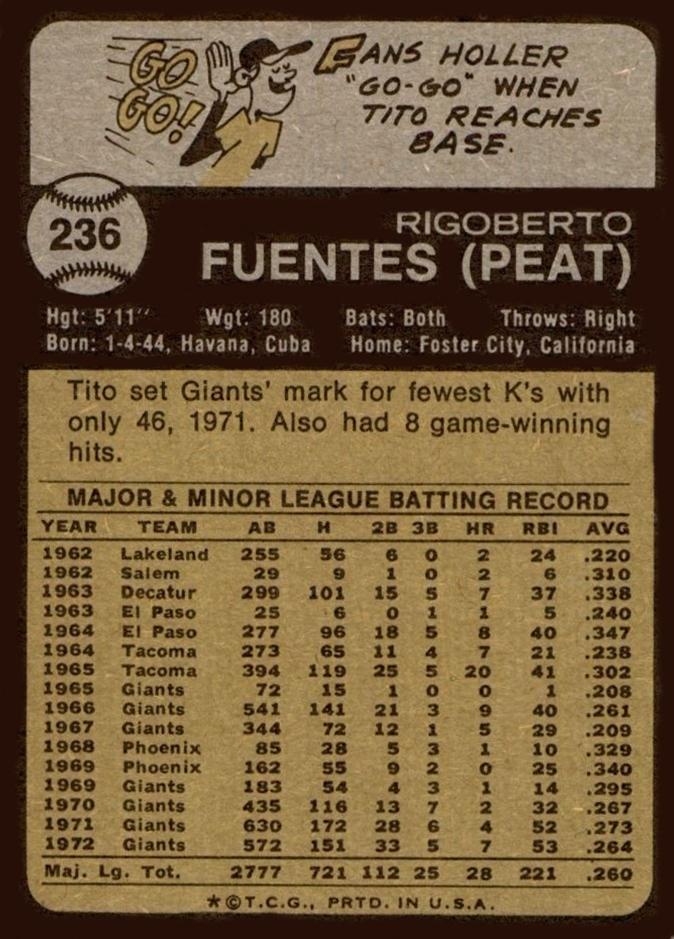 GO
GO!
FANS HOLLER
"GO-GO" WHEN
TITO REACHES
BASE.
236
RIGOBERTO
FUENTES (PEAT)
Hgt: 5'11" Wgt: 180 Bats: Both Throws: Right
Born: 1-4-44, Havana, Cuba Home: Foster City, California
Tito set Giants' mark for fewest K's with
only 46, 1971. Also had 8 game-winning
hits.
MAJOR & MINOR LEAGUE BATTING RECORD
YEAR TEAM AB H 2B 3B HR RBI AVG
1962 Lakeland 255 56 6 0 2 24 .220
1962 Salem 29 9 1 0 2 6 .310
1963 Decatur 299 101 15 5 7 37 .338
1963 El Paso 25 6 0 1 1 5 .240
1964 El Paso 277 96 18 5 8 40 .347
1964 Tacoma 273 65 11 4 7 21 .238
1965 Tacoma 394 119 25 5 20 41 .302
1965 Giants 72 15 1 0 0 1 .208
1966 Giants 541 141 21 3 9 40 .261
1967 Giants 344 72 12 1 5 29 .209
1968 Phoenix 85 28 5 3 1 10 .329
1969 Phoenix 162 55 9 2 0 25 .340
1969 Giants 183 54 4 3 1 14 .295
1970 Giants 435 116 13 7 2 32 .267
1971 Giants 630 172 28 6 4 52 .273
1972 Giants 572 151 33 5 7 53 .264
Maj. Lg. Tot. 2777 721 112 25 28 221 .260
*©T.C.G., PRTD. IN U.S.A.